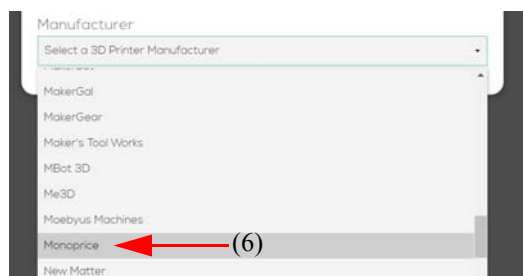 Manufacturer
Select a 3D Printer Manufacturer
MakerGal
MakerGear
Maker's Tool Works
MBot 3D
Me3D
Moebyus Machines
Monoprice (6)
New Matter